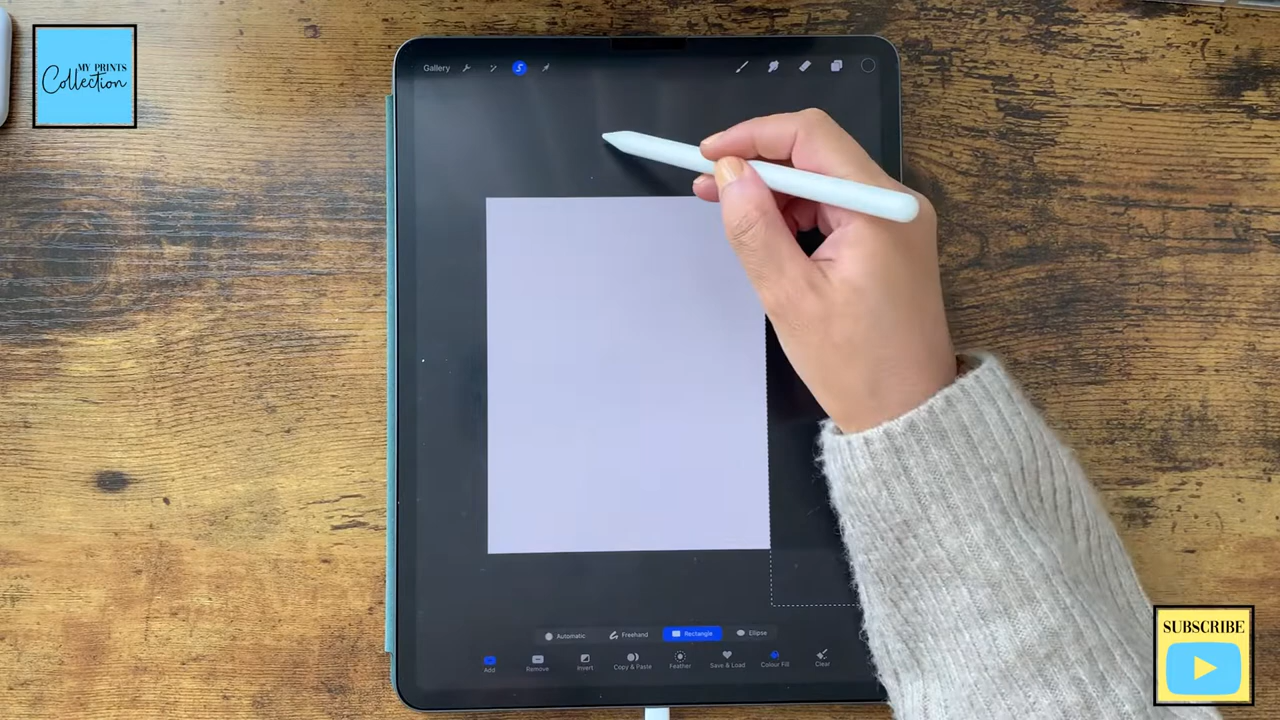 MY PRINTS
Collection
Gallery
Automatic
Freehand
Rectangle
Ellipse
Add
Remove
Invert
Copy & Paste
Feather
Save & Load
Colour Fill
Clear
SUBSCRIBE